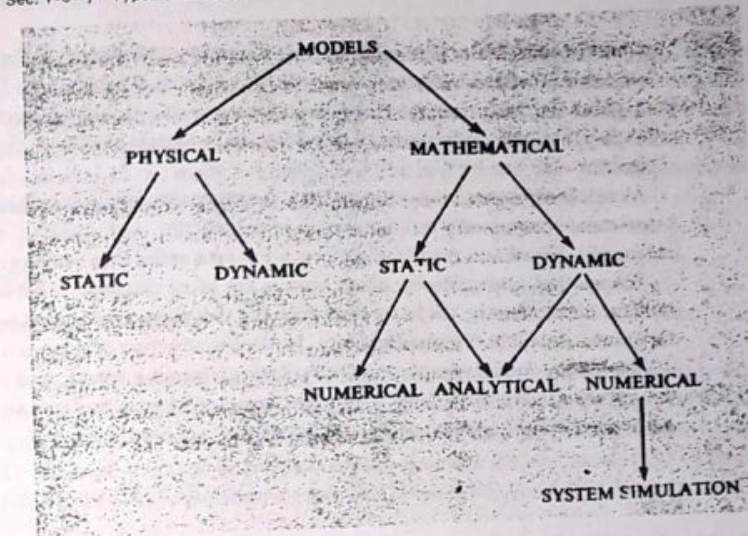 MODELS
PHYSICAL MATHEMATICAL
STATIC DYNAMIC STATIC DYNAMIC
NUMERICAL ANALYTICAL NUMERICAL
SYSTEM SIMULATION